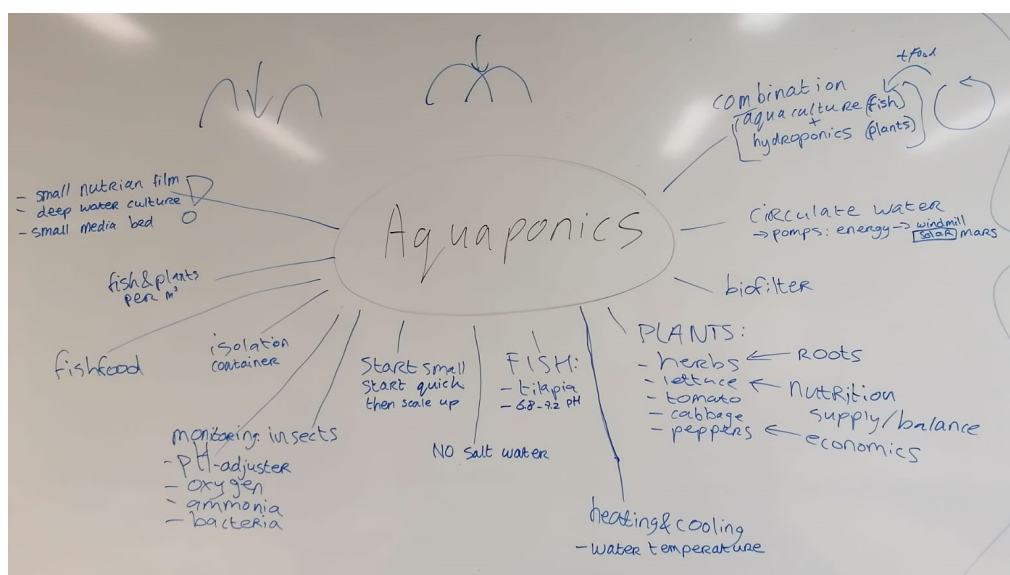 Aquaponics
+ food
combination
aquaculture (fish)
+
hydroponics (plants)
circulate water
→ pomps: energy → windmill
solar mars
biofilter
PLANTS:
- herbs ← ROOTS
- lettuce ← Nutrition
- tomato supply/balance
- cabbage
- peppers ← economics
heating & cooling
- water temperature
FISH:
- tilapia
- 6.8-7.2 pH
NO salt water
Start small
start quick
then scale up
monitoring: insects
- pH-adjuster
- oxygen
- ammonia
- bacteria
isolation
container
fishfood
fish & plants
per m³
- small nutrian film
- deep water culture
- small media bed